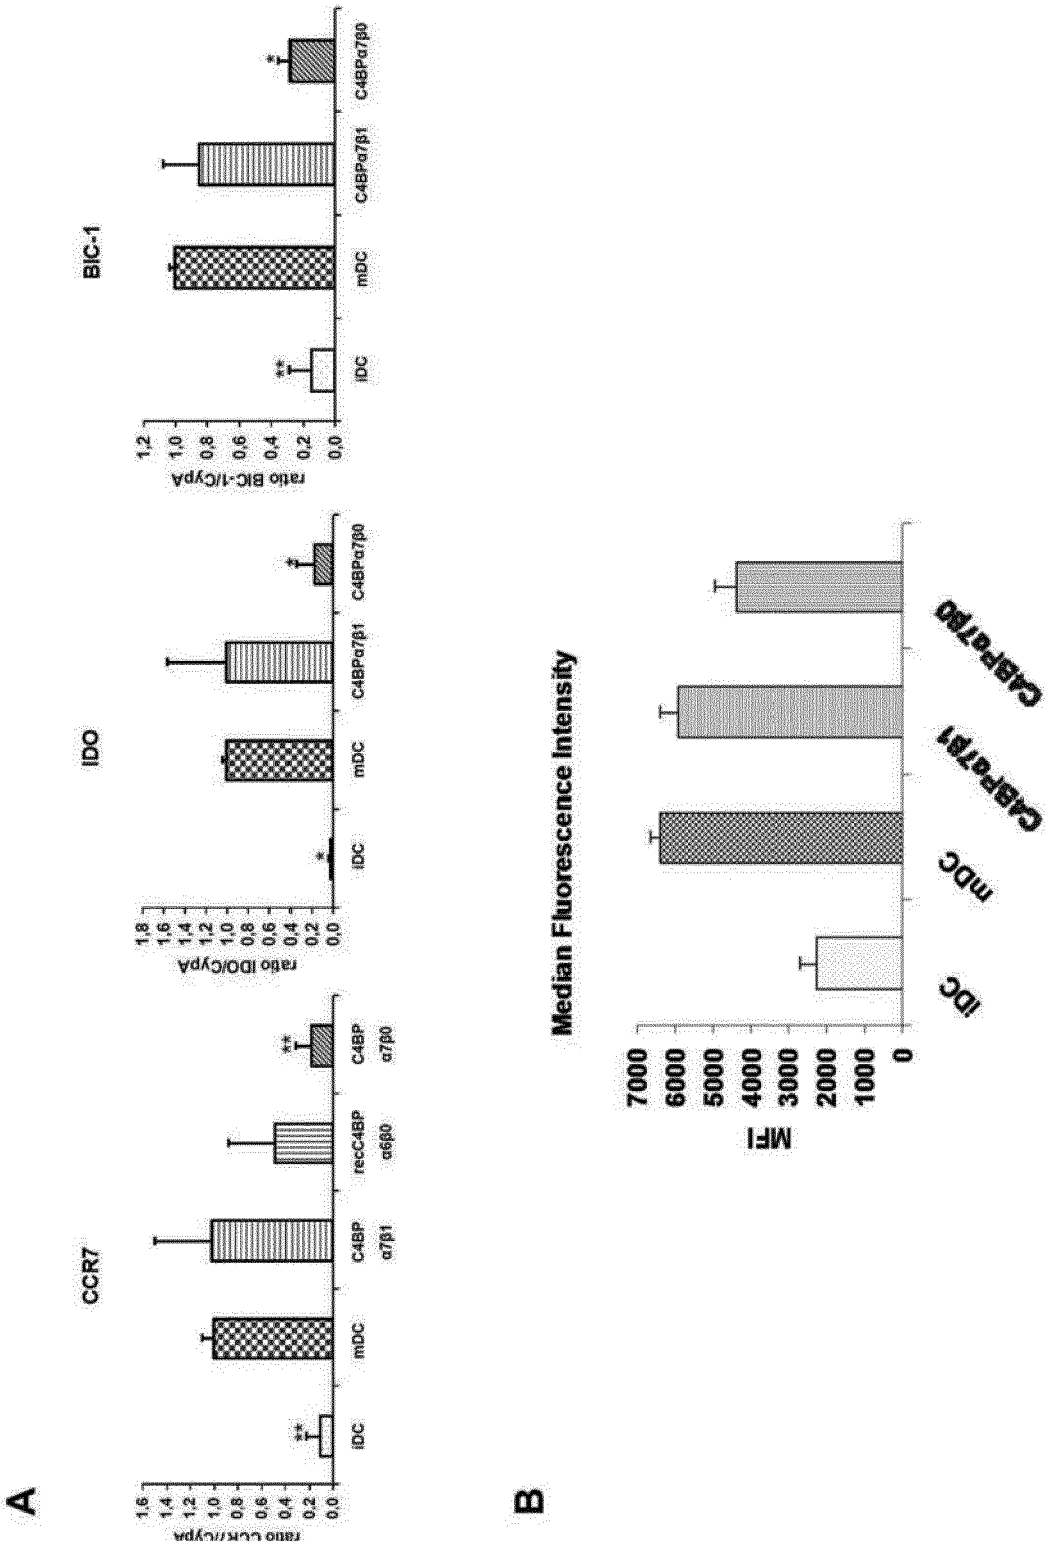 A
CCR7
ratio CCR7/CypA
1,6
1,4
1,2
1,0
0,8
0,6
0,4
0,2
0,0
**
**
iDC
mDC
C4BP
α7β1
recC4BP
α6β0
C4BP
α7β0
IDO
ratio IDO/CypA
1,8
1,6
1,4
1,2
1,0
0,8
0,6
0,4
0,2
0,0
*
*
iDC
mDC
C4BPα7β1
C4BPα7β0
BIC-1
ratio BIC-1/CypA
1,2
1,0
0,8
0,6
0,4
0,2
0,0
**
*
iDC
mDC
C4BPα7β1
C4BPα7β0
B
Median Fluorescence Intensity
MFI
7000
6000
5000
4000
3000
2000
1000
0
iDC
mDC
C4BPα7β1
C4BPα7β0